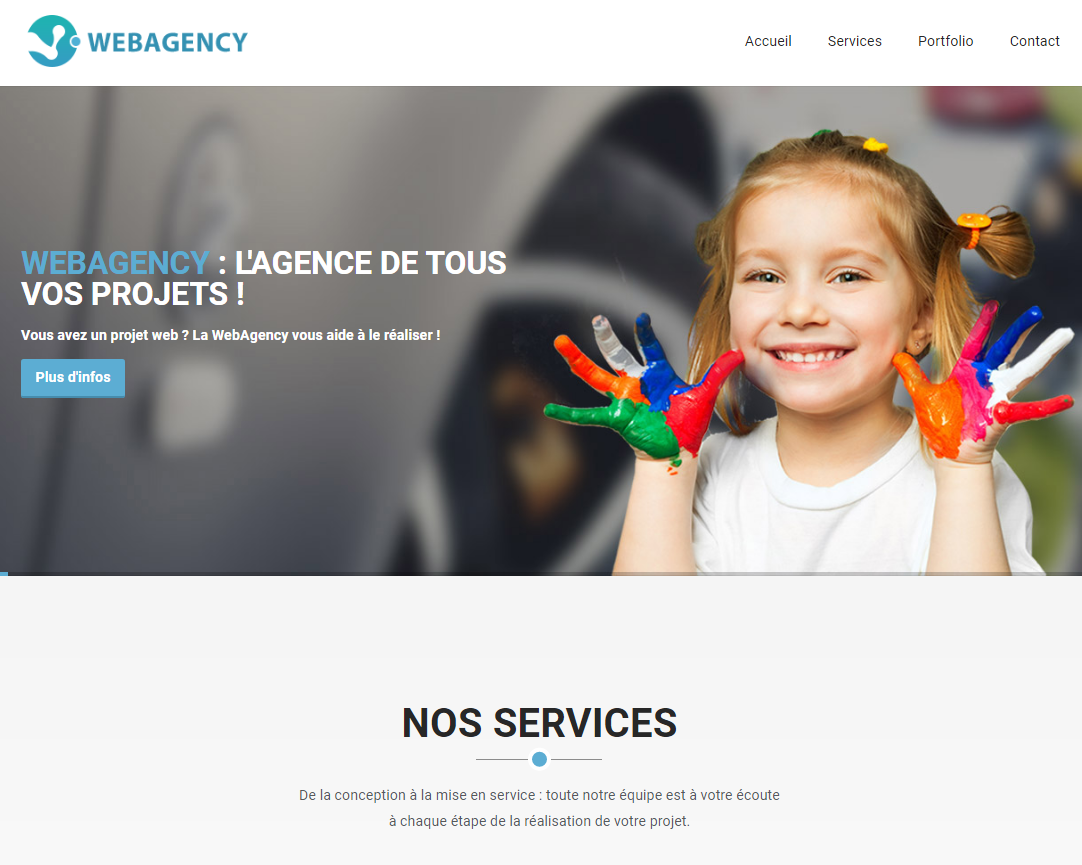 WEBAGENCY
Accueil Services Portfolio Contact
WEBAGENCY : L'AGENCE DE TOUS
VOS PROJETS !
Vous avez un projet web ? La WebAgency vous aide à le réaliser !
Plus d'infos
NOS SERVICES
De la conception à la mise en service : toute notre équipe est à votre écoute
à chaque étape de la réalisation de votre projet.